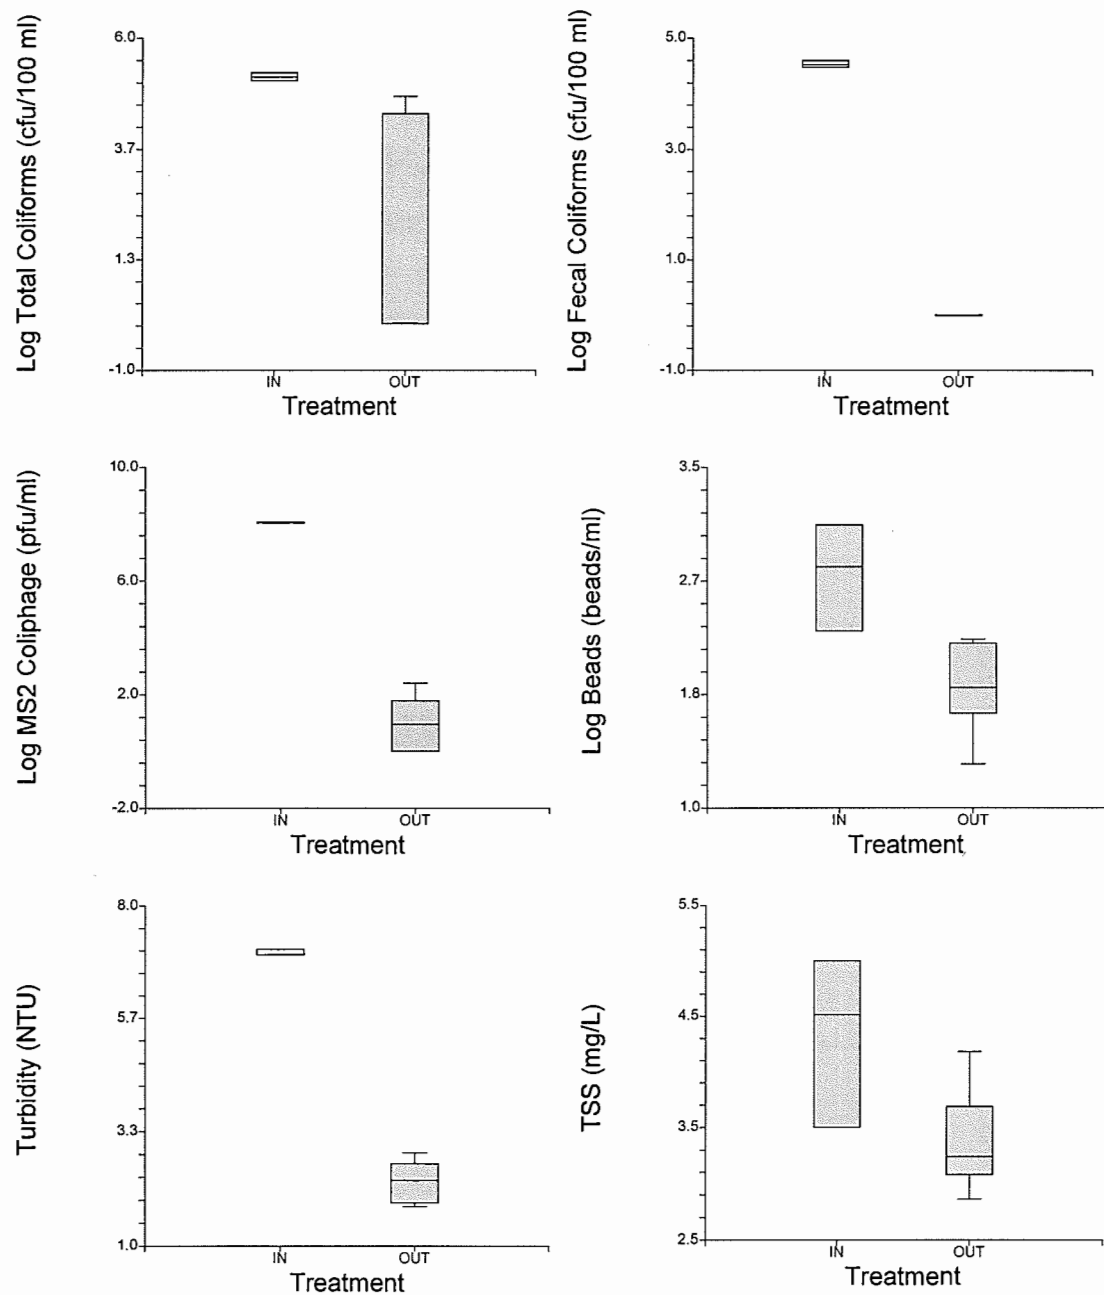 Log Total Coliforms (cfu/100 ml)
6.0
3.7
1.3
-1.0
IN
OUT
Treatment
Log Fecal Coliforms (cfu/100 ml)
5.0
3.0
1.0
-1.0
IN
OUT
Treatment
Log MS2 Coliphage (pfu/ml)
10.0
6.0
2.0
-2.0
IN
OUT
Treatment
Log Beads (beads/ml)
3.5
2.7
1.8
1.0
IN
OUT
Treatment
Turbidity (NTU)
8.0
5.7
3.3
1.0
IN
OUT
Treatment
TSS (mg/L)
5.5
4.5
3.5
2.5
IN
OUT
Treatment